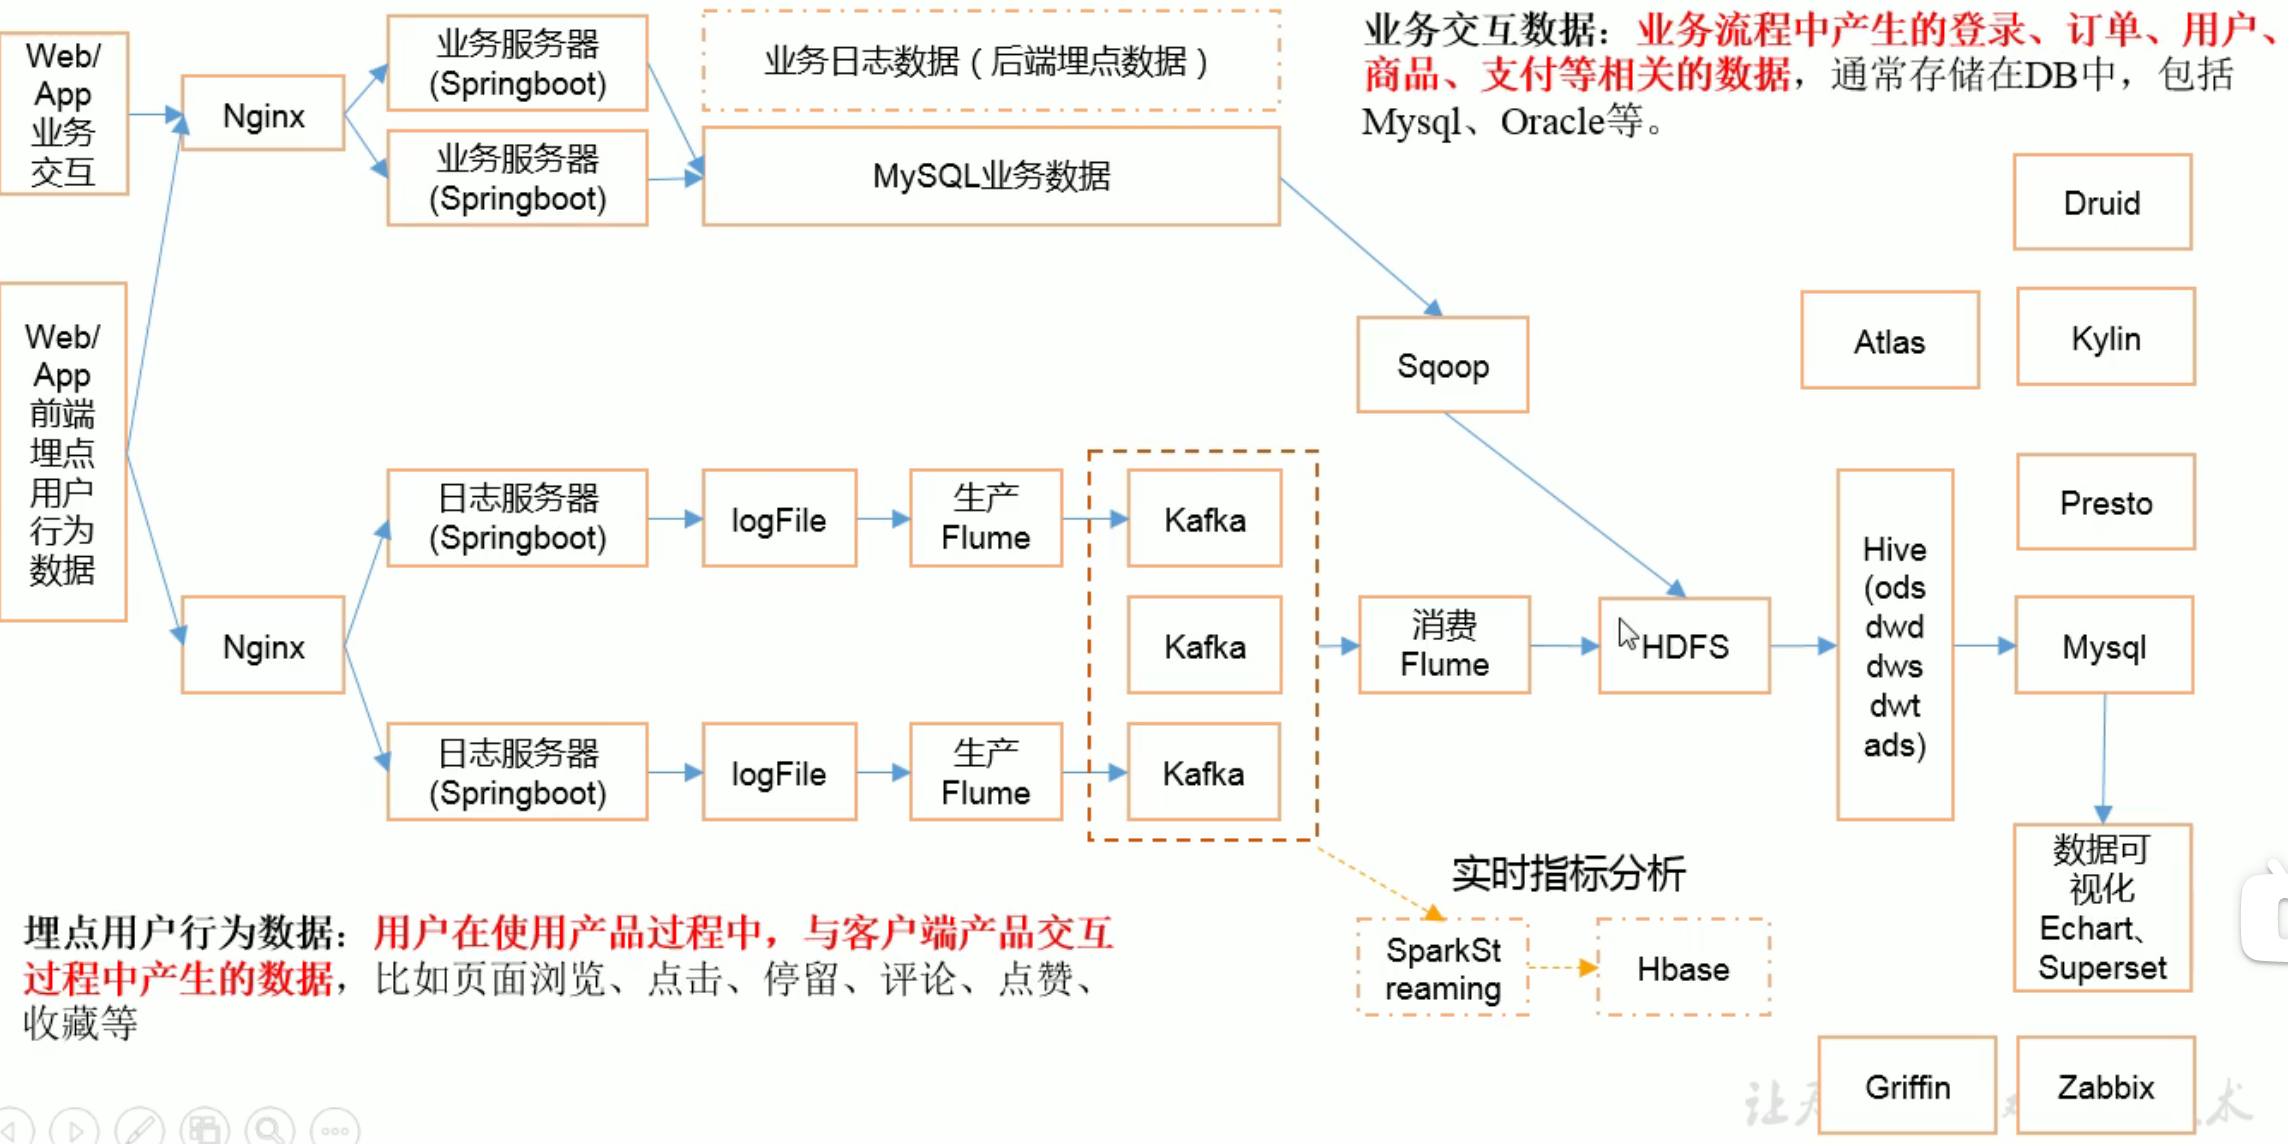 Web/
App
业务
交互
Nginx
业务服务器
(Springboot)
业务服务器
(Springboot)
业务日志数据（后端埋点数据）
MySQL业务数据
业务交互数据：业务流程中产生的登录、订单、用户、
商品、支付等相关的数据，通常存储在DB中，包括
Mysql、Oracle等。
Druid
Atlas
Kylin
Sqoop
Presto
Web/
App
前端
埋点
用户
行为
数据
Nginx
日志服务器
(Springboot)
logFile
生产
Flume
Kafka
Kafka
日志服务器
(Springboot)
logFile
生产
Flume
Kafka
消费
Flume
HDFS
Hive
(ods
dwd
dws
dwt
ads)
Mysql
数据可
视化
Echart、
Superset
实时指标分析
SparkSt
reaming
Hbase
埋点用户行为数据：用户在使用产品过程中，与客户端产品交互
过程中产生的数据，比如页面浏览、点击、停留、评论、点赞、
收藏等
Griffin
Zabbix
让
术